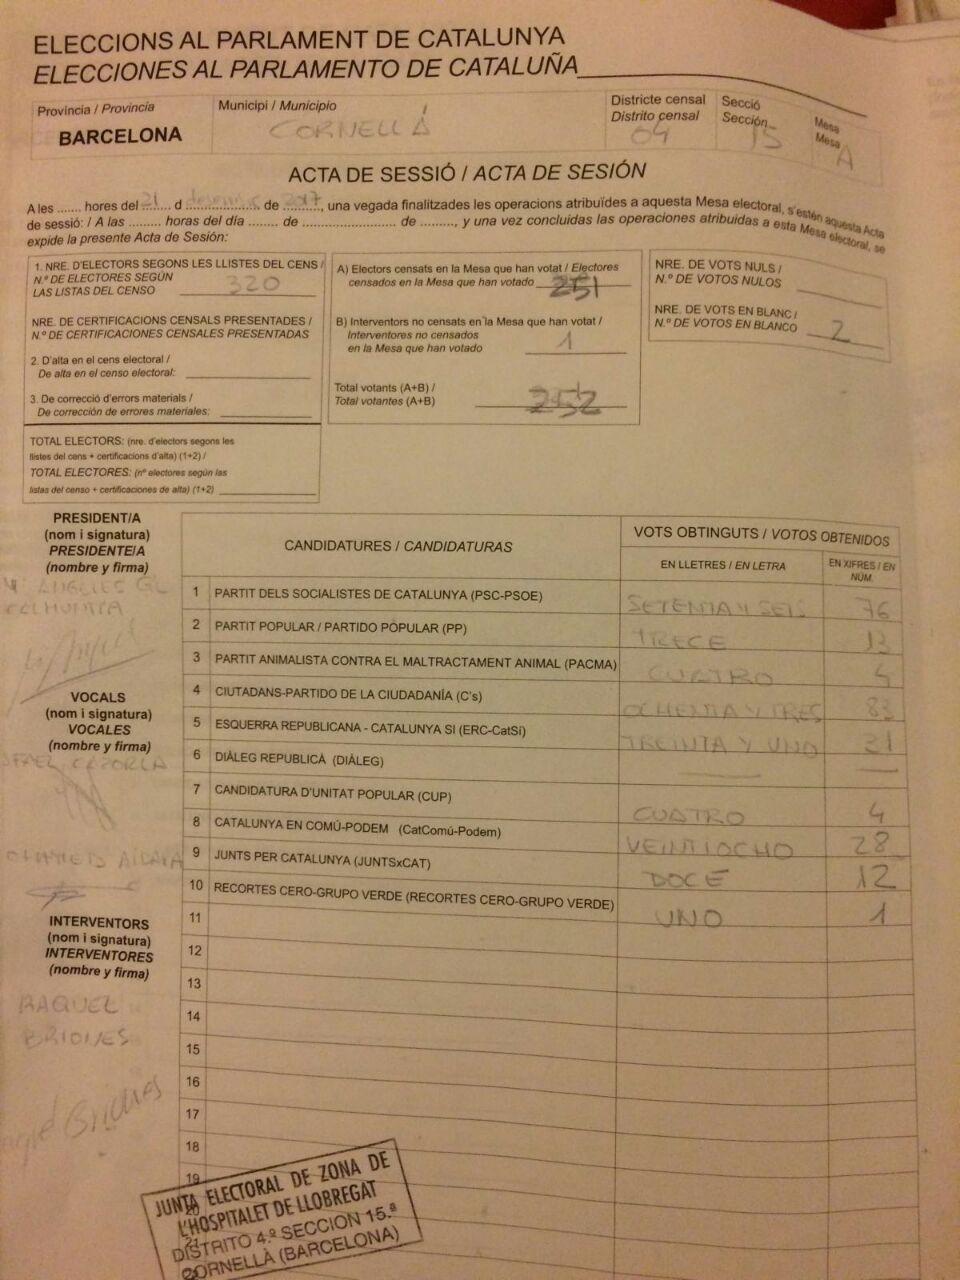 ELECCIONS AL PARLAMENT DE CATALUNYA
ELECCIONES AL PARLAMENTO DE CATALUÑA
Província / Provincia
BARCELONA
Municipi / Municipio
CORNELLÀ
Districte censal
Distrito censal
04
Secció
Sección
15
Mesa
Mesa
A
ACTA DE SESSIÓ / ACTA DE SESIÓN
A les ....... hores del 21 d desembre de 2017, una vegada finalitzades les operacions atribuïdes a aquesta Mesa electoral, s'estén aquesta Acta
de sessió: / A las ......... horas del día ........ de ......................... de ........, y una vez concluidas las operaciones atribuidas a esta Mesa electoral, se
expide la presente Acta de Sesión:
1. NRE. D'ELECTORS SEGONS LES LLISTES DEL CENS /
N.º DE ELECTORES SEGÚN
LAS LISTAS DEL CENSO 320
NRE. DE CERTIFICACIONS CENSALS PRESENTADES /
N.º DE CERTIFICACIONES CENSALES PRESENTADAS
2. D'alta en el cens electoral /
De alta en el censo electoral:
3. De correcció d'errors materials /
De corrección de errores materiales:
TOTAL ELECTORS: (nre. d'electors segons les
llistes del cens + certificacions d'alta) (1+2) /
TOTAL ELECTORES: (nº electores según las
listas del censo + certificaciones de alta) (1+2)
A) Electors censats en la Mesa que han votat / Electores
censados en la Mesa que han votado 251
B) Interventors no censats en la Mesa que han votat /
Interventores no censados
en la Mesa que han votado 1
Total votants (A+B) /
Total votantes (A+B) 252
NRE. DE VOTS NULS /
N.º DE VOTOS NULOS
NRE. DE VOTS EN BLANC /
N.º DE VOTOS EN BLANCO 2
PRESIDENT/A
(nom i signatura)
PRESIDENTE/A
(nombre y firma)
VOCALS
(nom i signatura)
VOCALES
(nombre y firma)
CAZORLA
INTERVENTORS
(nom i signatura)
INTERVENTORES
(nombre y firma)
RAQUEL
BRIONES
CANDIDATURES / CANDIDATURAS
VOTS OBTINGUTS / VOTOS OBTENIDOS
EN LLETRES / EN LETRA
EN XIFRES / EN
NÚM.
1 PARTIT DELS SOCIALISTES DE CATALUNYA (PSC-PSOE) SETENTA Y SEIS 76
2 PARTIT POPULAR / PARTIDO POPULAR (PP) TRECE 13
3 PARTIT ANIMALISTA CONTRA EL MALTRACTAMENT ANIMAL (PACMA) CUATRO 4
4 CIUTADANS-PARTIDO DE LA CIUDADANÍA (C's) OCHENTA Y TRES 83
5 ESQUERRA REPUBLICANA - CATALUNYA SI (ERC-CatSí) TREINTA Y UNO 31
6 DIÀLEG REPUBLICÀ (DIÀLEG)
7 CANDIDATURA D'UNITAT POPULAR (CUP) CUATRO 4
8 CATALUNYA EN COMÚ-PODEM (CatComú-Podem) VEINTIOCHO 28
9 JUNTS PER CATALUNYA (JUNTSxCAT) DOCE 12
10 RECORTES CERO-GRUPO VERDE (RECORTES CERO-GRUPO VERDE) UNO 1
11
12
13
14
15
16
17
18
19
20
21
JUNTA ELECTORAL DE ZONA DE
L'HOSPITALET DE LLOBREGAT
DISTRITO 4.º SECCION 15.ª
CORNELLÀ (BARCELONA)